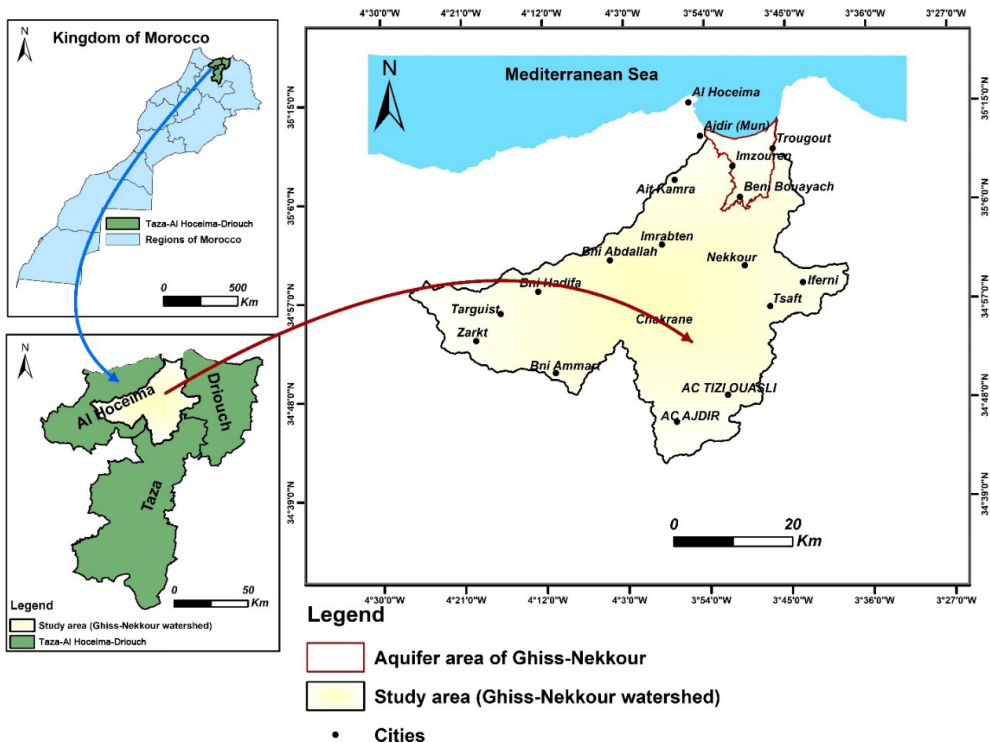 N
Kingdom of Morocco
Taza-Al Hoceima-Driouch
Regions of Morocco
0 500
Km
N
Al Hoceima
Driouch
Taza
0 50
Km
Legend
Study area (Ghiss-Nekkour watershed)
Taza-Al Hoceima-Driouch
4°30'0"W 4°21'0"W 4°12'0"W 4°3'0"W 3°54'0"W 3°45'0"W 3°36'0"W 3°27'0"W
35°15'0"N
35°6'0"N
34°57'0"N
34°48'0"N
34°39'0"N
N
Mediterranean Sea
Al Hoceima
Ajdir (Mun)
Trougout
Imzouren
Ait Kamra
Beni Bouayach
Imrabten
Bni Abdallah
Nekkour
Iferni
Bni Hadifa
Tsaft
Targuist
Chakrane
Zarkt
Bni Ammart
AC TIZI OUASLI
AC AJDIR
0 20
Km
35°15'0"N
35°6'0"N
34°57'0"N
34°48'0"N
34°39'0"N
4°30'0"W 4°21'0"W 4°12'0"W 4°3'0"W 3°54'0"W 3°45'0"W 3°36'0"W 3°27'0"W
Legend
Aquifer area of Ghiss-Nekkour
Study area (Ghiss-Nekkour watershed)
Cities